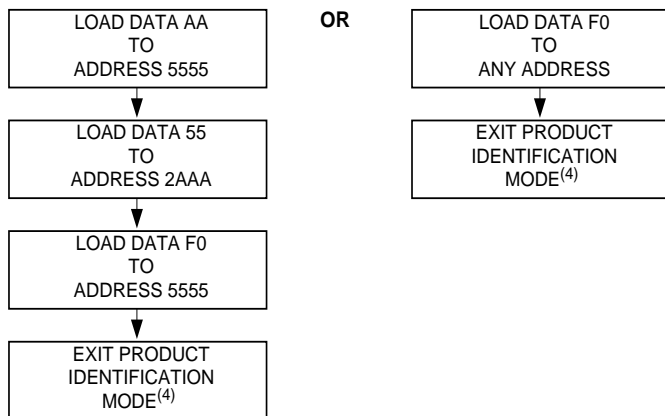 LOAD DATA AA
TO
ADDRESS 5555
LOAD DATA 55
TO
ADDRESS 2AAA
LOAD DATA F0
TO
ADDRESS 5555
EXIT PRODUCT
IDENTIFICATION
MODE(4)
OR
LOAD DATA F0
TO
ANY ADDRESS
EXIT PRODUCT
IDENTIFICATION
MODE(4)